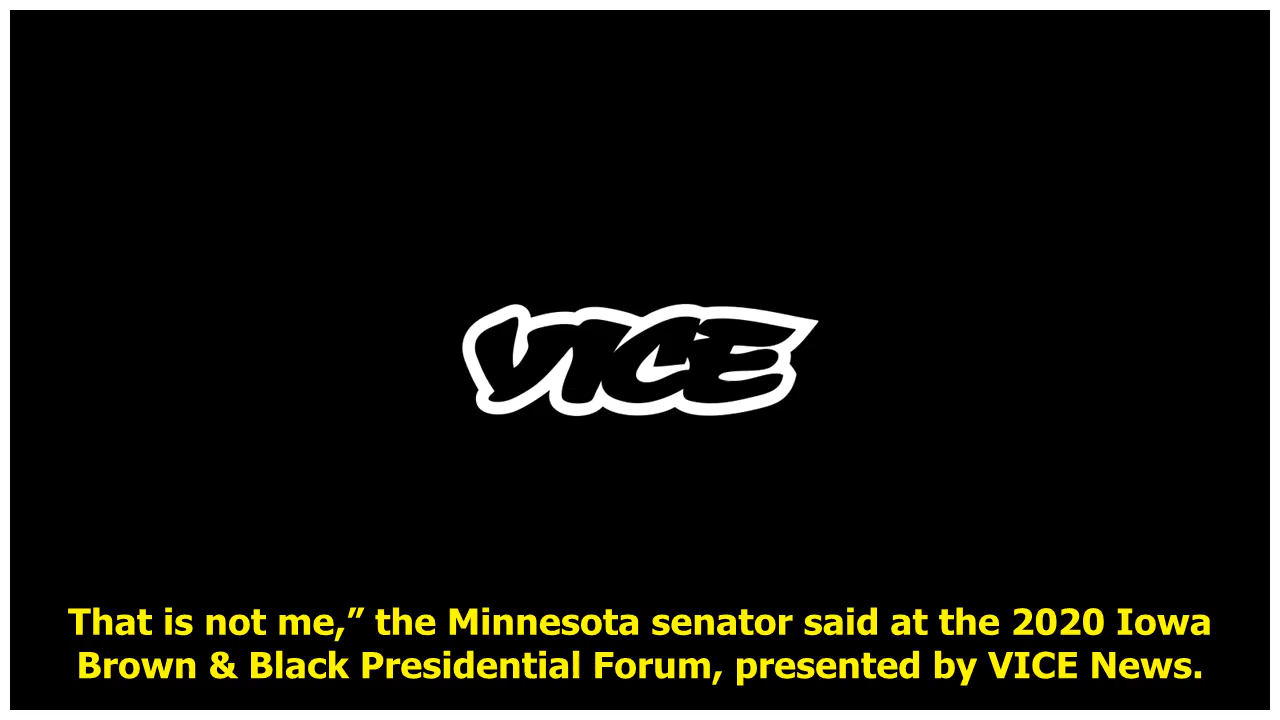 VICE
That is not me,” the Minnesota senator said at the 2020 Iowa
Brown & Black Presidential Forum, presented by VICE News.